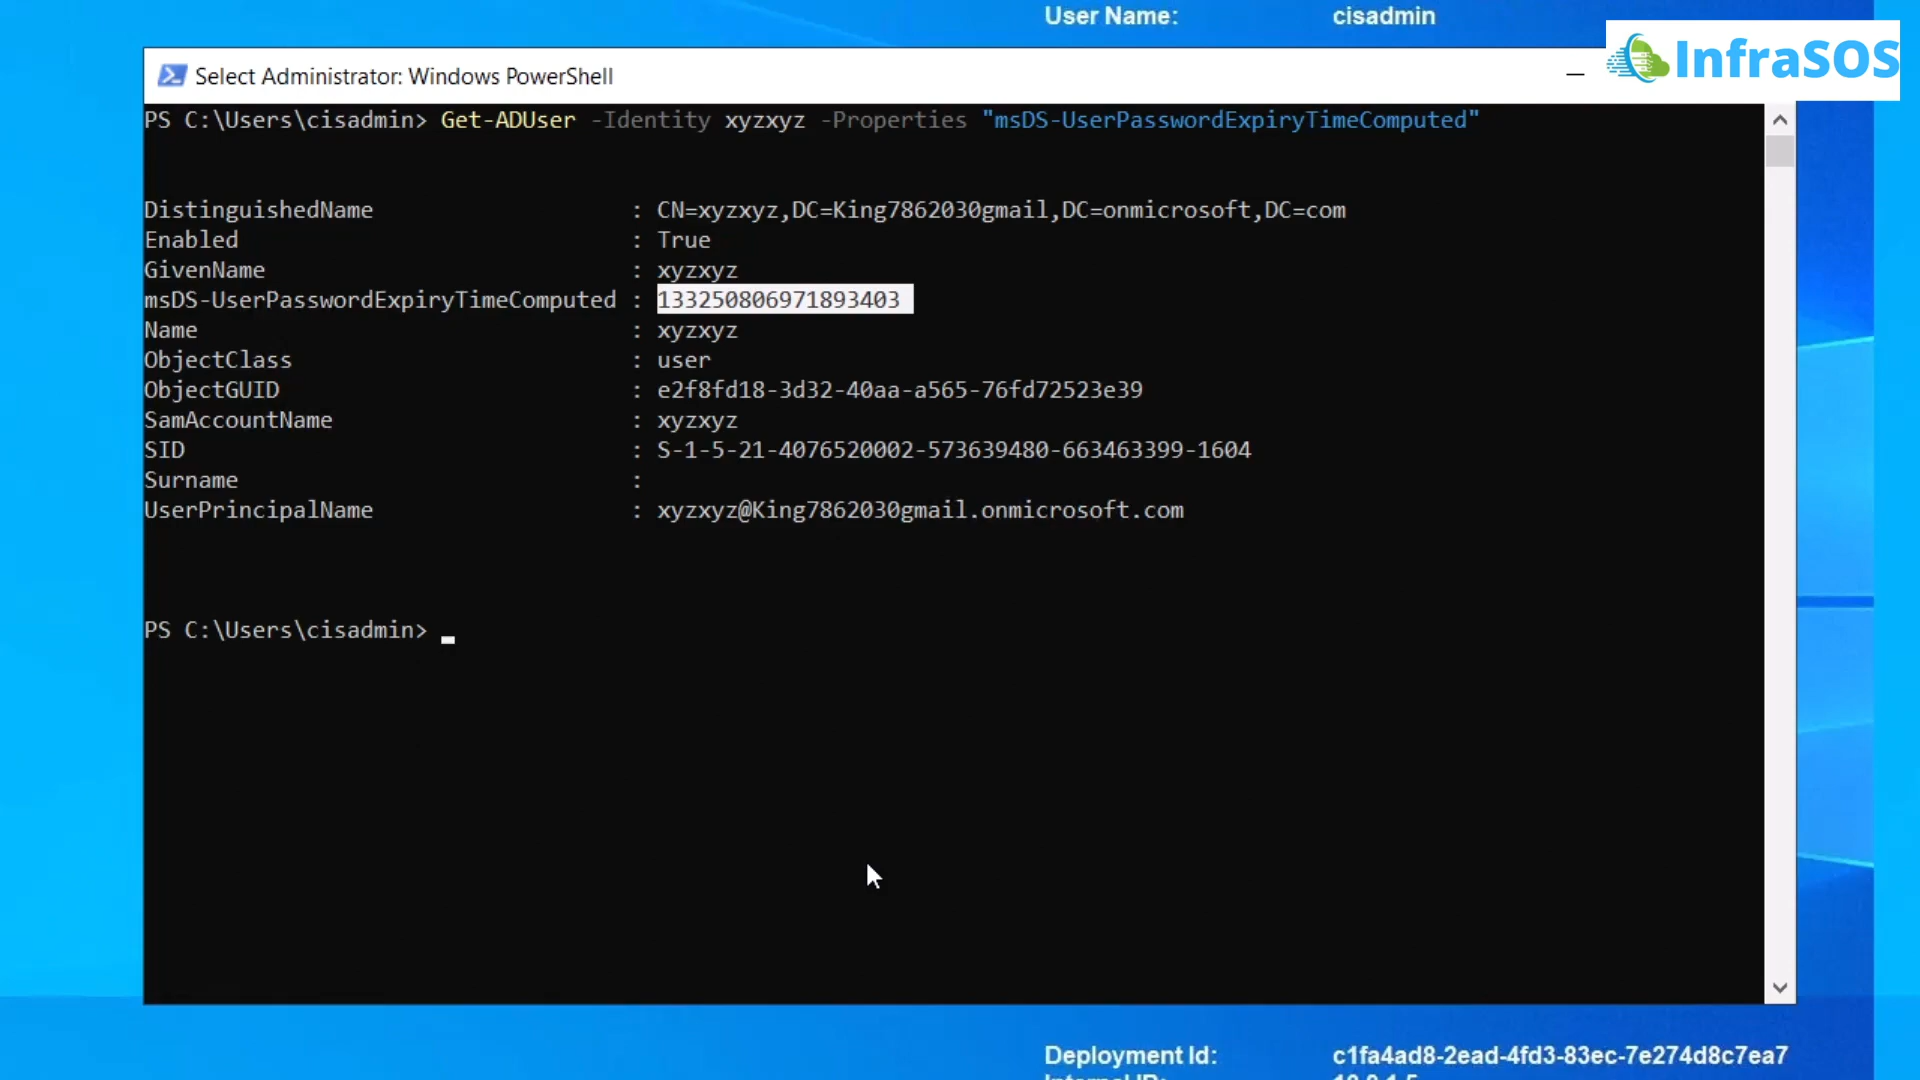 User Name: cisadmin
InfraSOS
Select Administrator: Windows PowerShell
PS C:\Users\cisadmin> Get-ADUser -Identity xyzxyz -Properties "msDS-UserPasswordExpiryTimeComputed"
DistinguishedName : CN=xyzxyz,DC=King7862030gmail,DC=onmicrosoft,DC=com
Enabled : True
GivenName : xyzxyz
msDS-UserPasswordExpiryTimeComputed : 133250806971893403
Name : xyzxyz
ObjectClass : user
ObjectGUID : e2f8fd18-3d32-40aa-a565-76fd72523e39
SamAccountName : xyzxyz
SID : S-1-5-21-4076520002-573639480-663463399-1604
Surname :
UserPrincipalName : xyzxyz@King7862030gmail.onmicrosoft.com
PS C:\Users\cisadmin>
Deployment Id: c1fa4ad8-2ead-4fd3-83ec-7e274d8c7ea7